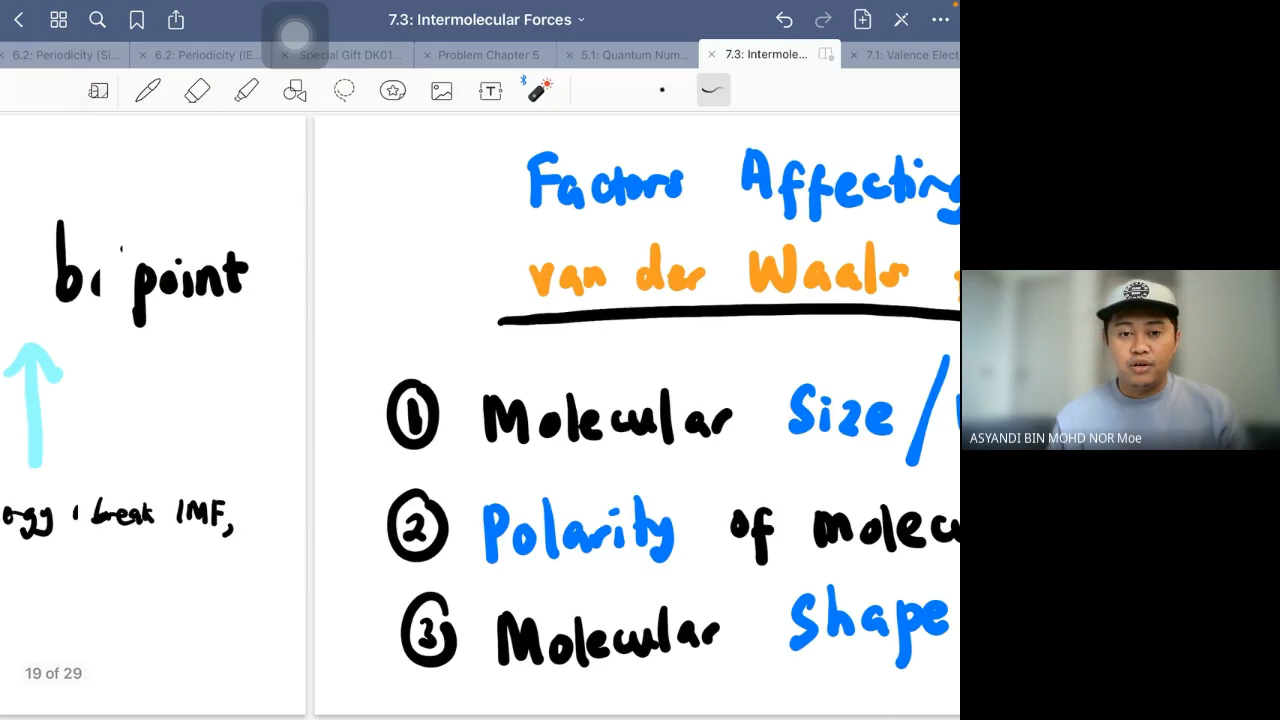 7.3: Intermolecular Forces
6.2: Periodicity (Si...
6.2: Periodicity (IE...
Special Gift DK01...
Problem Chapter 5
5.1: Quantum Num...
7.3: Intermole...
7.1: Valence Elect
T
point
break IMF,
19 of 29
Factors Affecting
van der Waals
1 Molecular Size/
2 Polarity of molecu
3 Molecular Shape
ASYANDI BIN MOHD NOR Moe